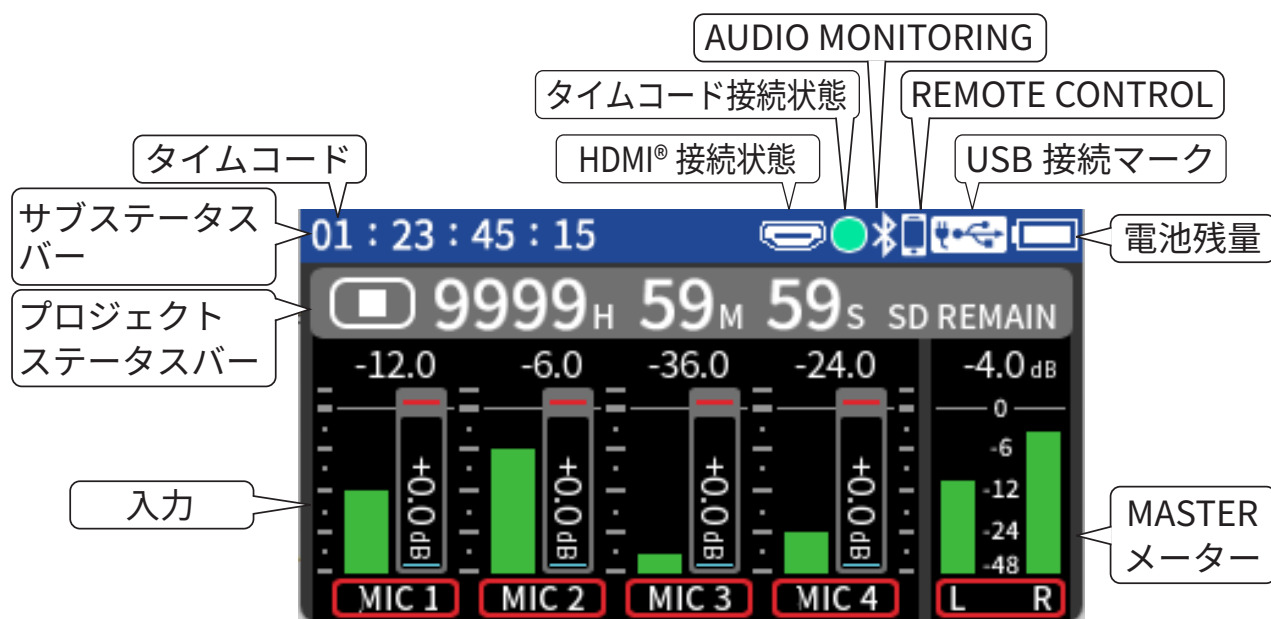 AUDIO MONITORING
タイムコード接続状態
REMOTE CONTROL
タイムコード
HDMI® 接続状態
USB 接続マーク
サブステータス
バー
01 : 23 : 45 : 15
電池残量
プロジェクト
ステータスバー
9999H 59M 59S SD REMAIN
-12.0 -6.0 -36.0 -24.0 -4.0 dB
0
-6
-12
-24
-48
+0.0dB +0.0dB +0.0dB +0.0dB
入力
MASTER
メーター
MIC 1 MIC 2 MIC 3 MIC 4 L R